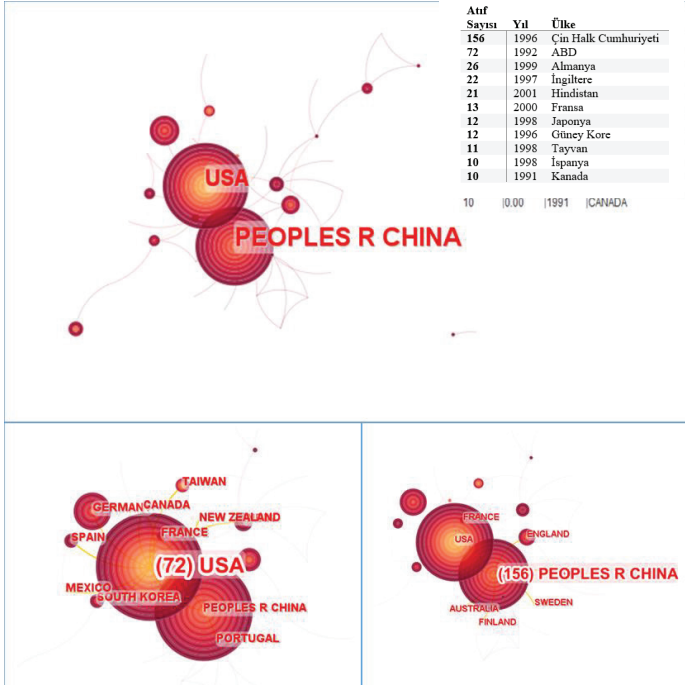 Atıf
Sayısı Yıl Ülke
156 1996 Çin Halk Cumhuriyeti
72 1992 ABD
26 1999 Almanya
22 1997 İngiltere
21 2001 Hindistan
13 2000 Fransa
12 1998 Japonya
12 1996 Güney Kore
11 1998 Tayvan
10 1998 İspanya
10 1991 Kanada
10 |0.00 |1991 |CANADA
USA
PEOPLES R CHINA
TAIWAN
GERMAN CANADA
NEW ZEALAND
FRANCE
SPAIN
(72) USA
MEXICO
SOUTH KOREA
PEOPLES R CHINA
PORTUGAL
FRANCE
USA
ENGLAND
(156) PEOPLES R CHINA
SWEDEN
AUSTRALIA
FINLAND